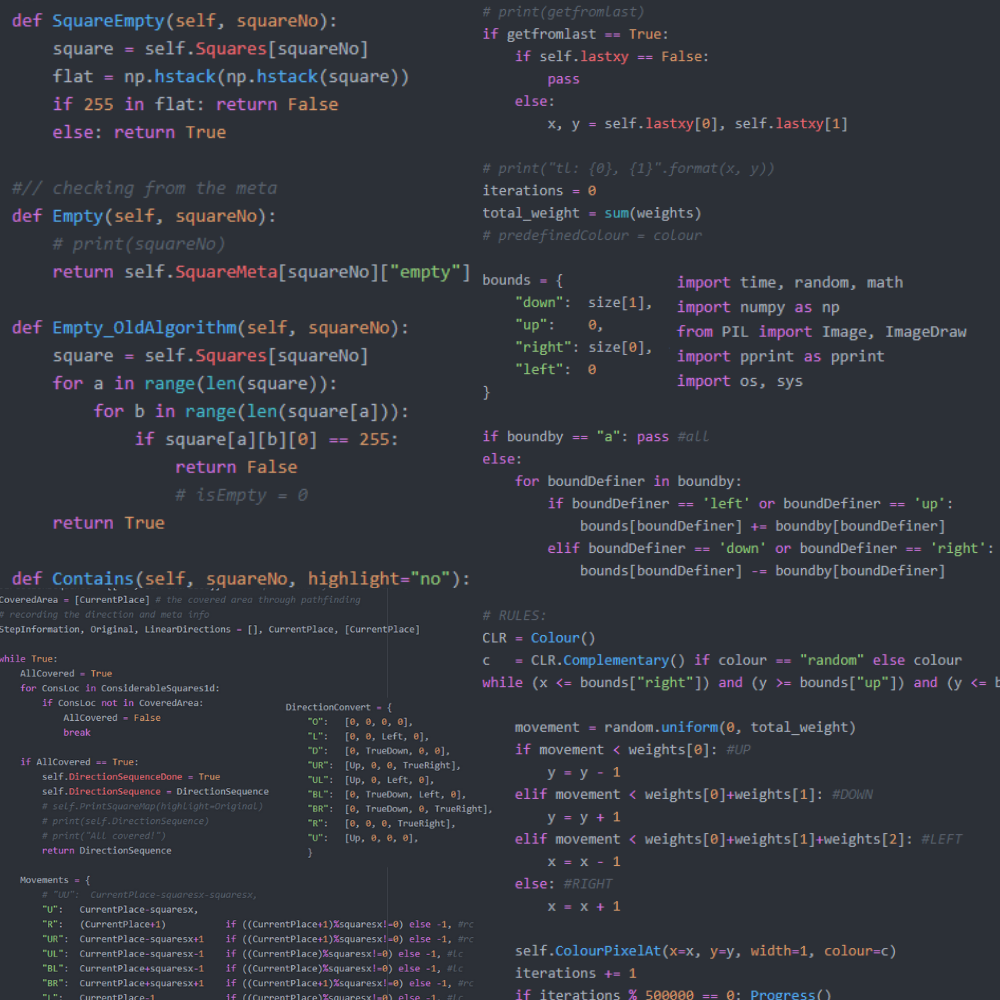 def SquareEmpty(self, squareNo):
    square = self.Squares[squareNo]
    flat = np.hstack(np.hstack(square))
    if 255 in flat: return False
    else: return True
#// checking from the meta
def Empty(self, squareNo):
    # print(squareNo)
    return self.SquareMeta[squareNo]["empty"]
def Empty_OldAlgorithm(self, squareNo):
    square = self.Squares[squareNo]
    for a in range(len(square)):
        for b in range(len(square[a])):
            if square[a][b][0] == 255:
                return False
                # isEmpty = 0
    return True
def Contains(self, squareNo, highlight="no"):
CoveredArea = [CurrentPlace] # the covered area through pathfinding
# recording the direction and meta info
StepInformation, Original, LinearDirections = [], CurrentPlace, [CurrentPlace]
while True:
    AllCovered = True
    for ConsLoc in ConsiderableSquares1d:
        if ConsLoc not in CoveredArea:
            AllCovered = False
            break
    if AllCovered == True:
        self.DirectionSequenceDone = True
        self.DirectionSequence = DirectionSequence
        # self.PrintSquareMap(highlight=Original)
        # print(self.DirectionSequence)
        # print("All covered!")
        return DirectionSequence
    Movements = {
        # "UU":  CurrentPlace-squaresx-squaresx,
        "U":   CurrentPlace-squaresx,
        "R":   (CurrentPlace+1)           if ((CurrentPlace+1)%squaresx!=0) else -1, #rc
        "UR":  CurrentPlace-squaresx+1    if ((CurrentPlace+1)%squaresx!=0) else -1, #rc
        "UL":  CurrentPlace-squaresx-1    if ((CurrentPlace)%squaresx!=0) else -1, #lc
        "BL":  CurrentPlace+squaresx-1    if ((CurrentPlace)%squaresx!=0) else -1, #lc
        "BR":  CurrentPlace+squaresx+1    if ((CurrentPlace+1)%squaresx!=0) else -1, #rc
        "L":   CurrentPlace-1             if ((CurrentPlace)%squaresx!=0) else -1, #lc
DirectionConvert = {
    "O":   [0, 0, 0, 0],
    "L":   [0, 0, Left, 0],
    "D":   [0, TrueDown, 0, 0],
    "UR":  [Up, 0, 0, TrueRight],
    "UL":  [Up, 0, Left, 0],
    "BL":  [0, TrueDown, Left, 0],
    "BR":  [0, TrueDown, 0, TrueRight],
    "R":   [0, 0, 0, TrueRight],
    "U":   [Up, 0, 0, 0],
    }
# print(getfromlast)
if getfromlast == True:
    if self.lastxy == False:
        pass
    else:
        x, y = self.lastxy[0], self.lastxy[1]
# print("tl: {0}, {1}".format(x, y))
iterations = 0
total_weight = sum(weights)
# predefinedColour = colour
bounds = {
    "down":  size[1],
    "up":    0,
    "right": size[0],
    "left":  0
}
import time, random, math
import numpy as np
from PIL import Image, ImageDraw
import pprint as pprint
import os, sys
if boundby == "a": pass #all
else:
    for boundDefiner in boundby:
        if boundDefiner == 'left' or boundDefiner == 'up':
            bounds[boundDefiner] += boundby[boundDefiner]
        elif boundDefiner == 'down' or boundDefiner == 'right':
            bounds[boundDefiner] -= boundby[boundDefiner]
# RULES:
CLR = Colour()
c   = CLR.Complementary() if colour == "random" else colour
while (x <= bounds["right"]) and (y >= bounds["up"]) and (y <= b
    movement = random.uniform(0, total_weight)
    if movement < weights[0]: #UP
        y = y - 1
    elif movement < weights[0]+weights[1]: #DOWN
        y = y + 1
    elif movement < weights[0]+weights[1]+weights[2]: #LEFT
        x = x - 1
    else: #RIGHT
        x = x + 1
    self.ColourPixelAt(x=x, y=y, width=1, colour=c)
    iterations += 1
    if iterations % 500000 == 0: Progress()